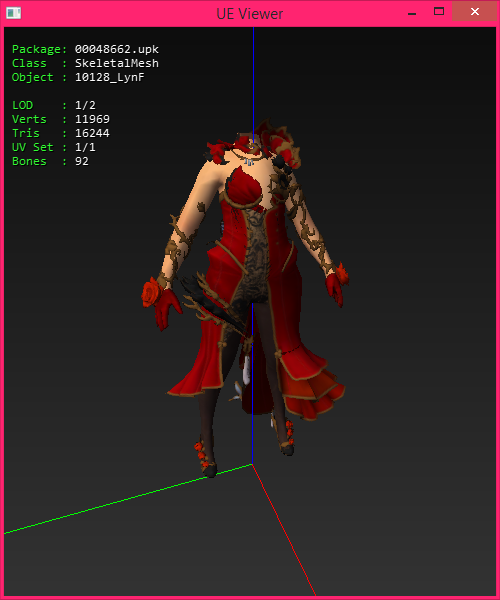 UE Viewer
Package: 00048662.upk
Class  : SkeletalMesh
Object : 10128_LynF
LOD    : 1/2
Verts  : 11969
Tris   : 16244
UV Set : 1/1
Bones  : 92